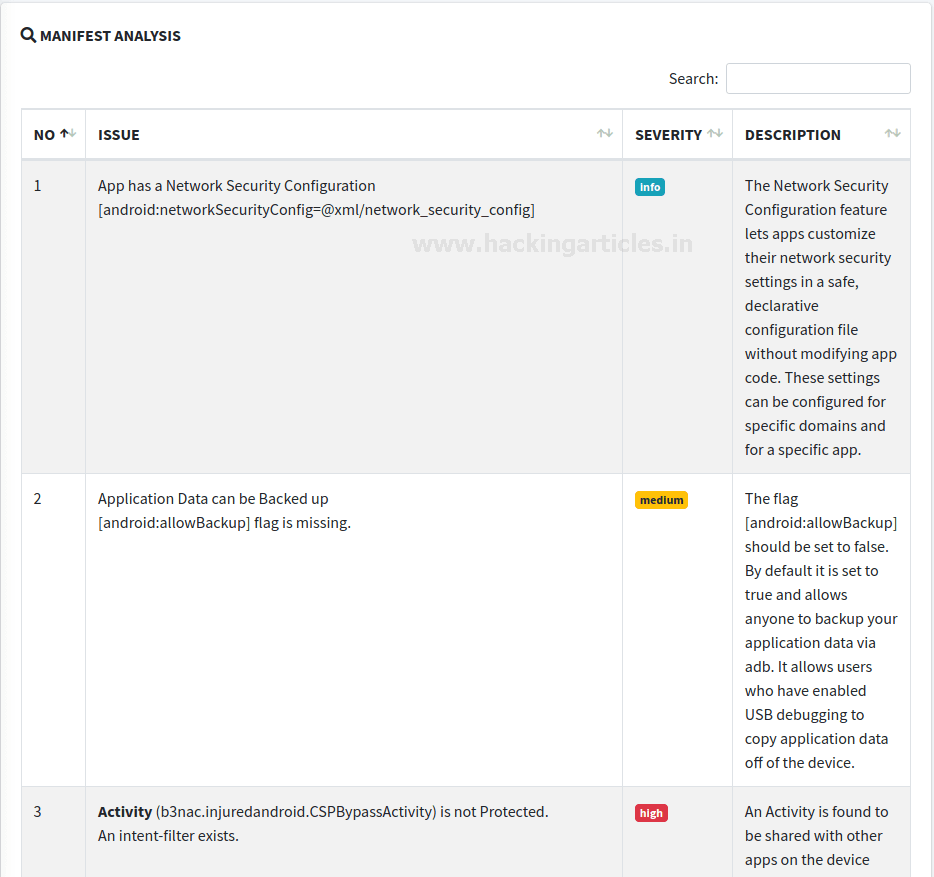 MANIFEST ANALYSIS
Search:
NO ISSUE SEVERITY DESCRIPTION
1
App has a Network Security Configuration
[android:networkSecurityConfig=@xml/network_security_config]
info
The Network Security
Configuration feature
lets apps customize
their network security
settings in a safe,
declarative
configuration file
without modifying app
code. These settings
can be configured for
specific domains and
for a specific app.
www.hackingarticles.in
2
Application Data can be Backed up
[android:allowBackup] flag is missing.
medium
The flag
[android:allowBackup]
should be set to false.
By default it is set to
true and allows
anyone to backup your
application data via
adb. It allows users
who have enabled
USB debugging to
copy application data
off of the device.
3
Activity (b3nac.injuredandroid.CSPBypassActivity) is not Protected.
An intent-filter exists.
high
An Activity is found to
be shared with other
apps on the device